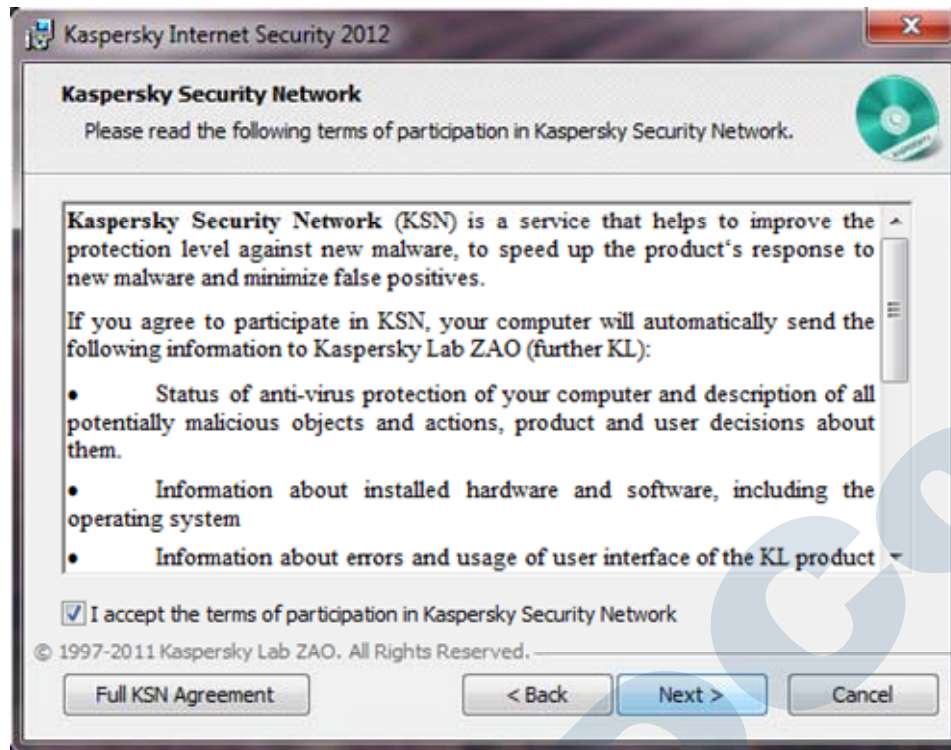 Kaspersky Internet Security 2012
Kaspersky Security Network
Please read the following terms of participation in Kaspersky Security Network.
Kaspersky Security Network (KSN) is a service that helps to improve the
protection level against new malware, to speed up the product‘s response to
new malware and minimize false positives.
If you agree to participate in KSN, your computer will automatically send the
following information to Kaspersky Lab ZAO (further KL):
• Status of anti-virus protection of your computer and description of all
potentially malicious objects and actions, product and user decisions about
them.
• Information about installed hardware and software, including the
operating system
• Information about errors and usage of user interface of the KL product
I accept the terms of participation in Kaspersky Security Network
© 1997-2011 Kaspersky Lab ZAO. All Rights Reserved.
Full KSN Agreement
< Back
Next >
Cancel